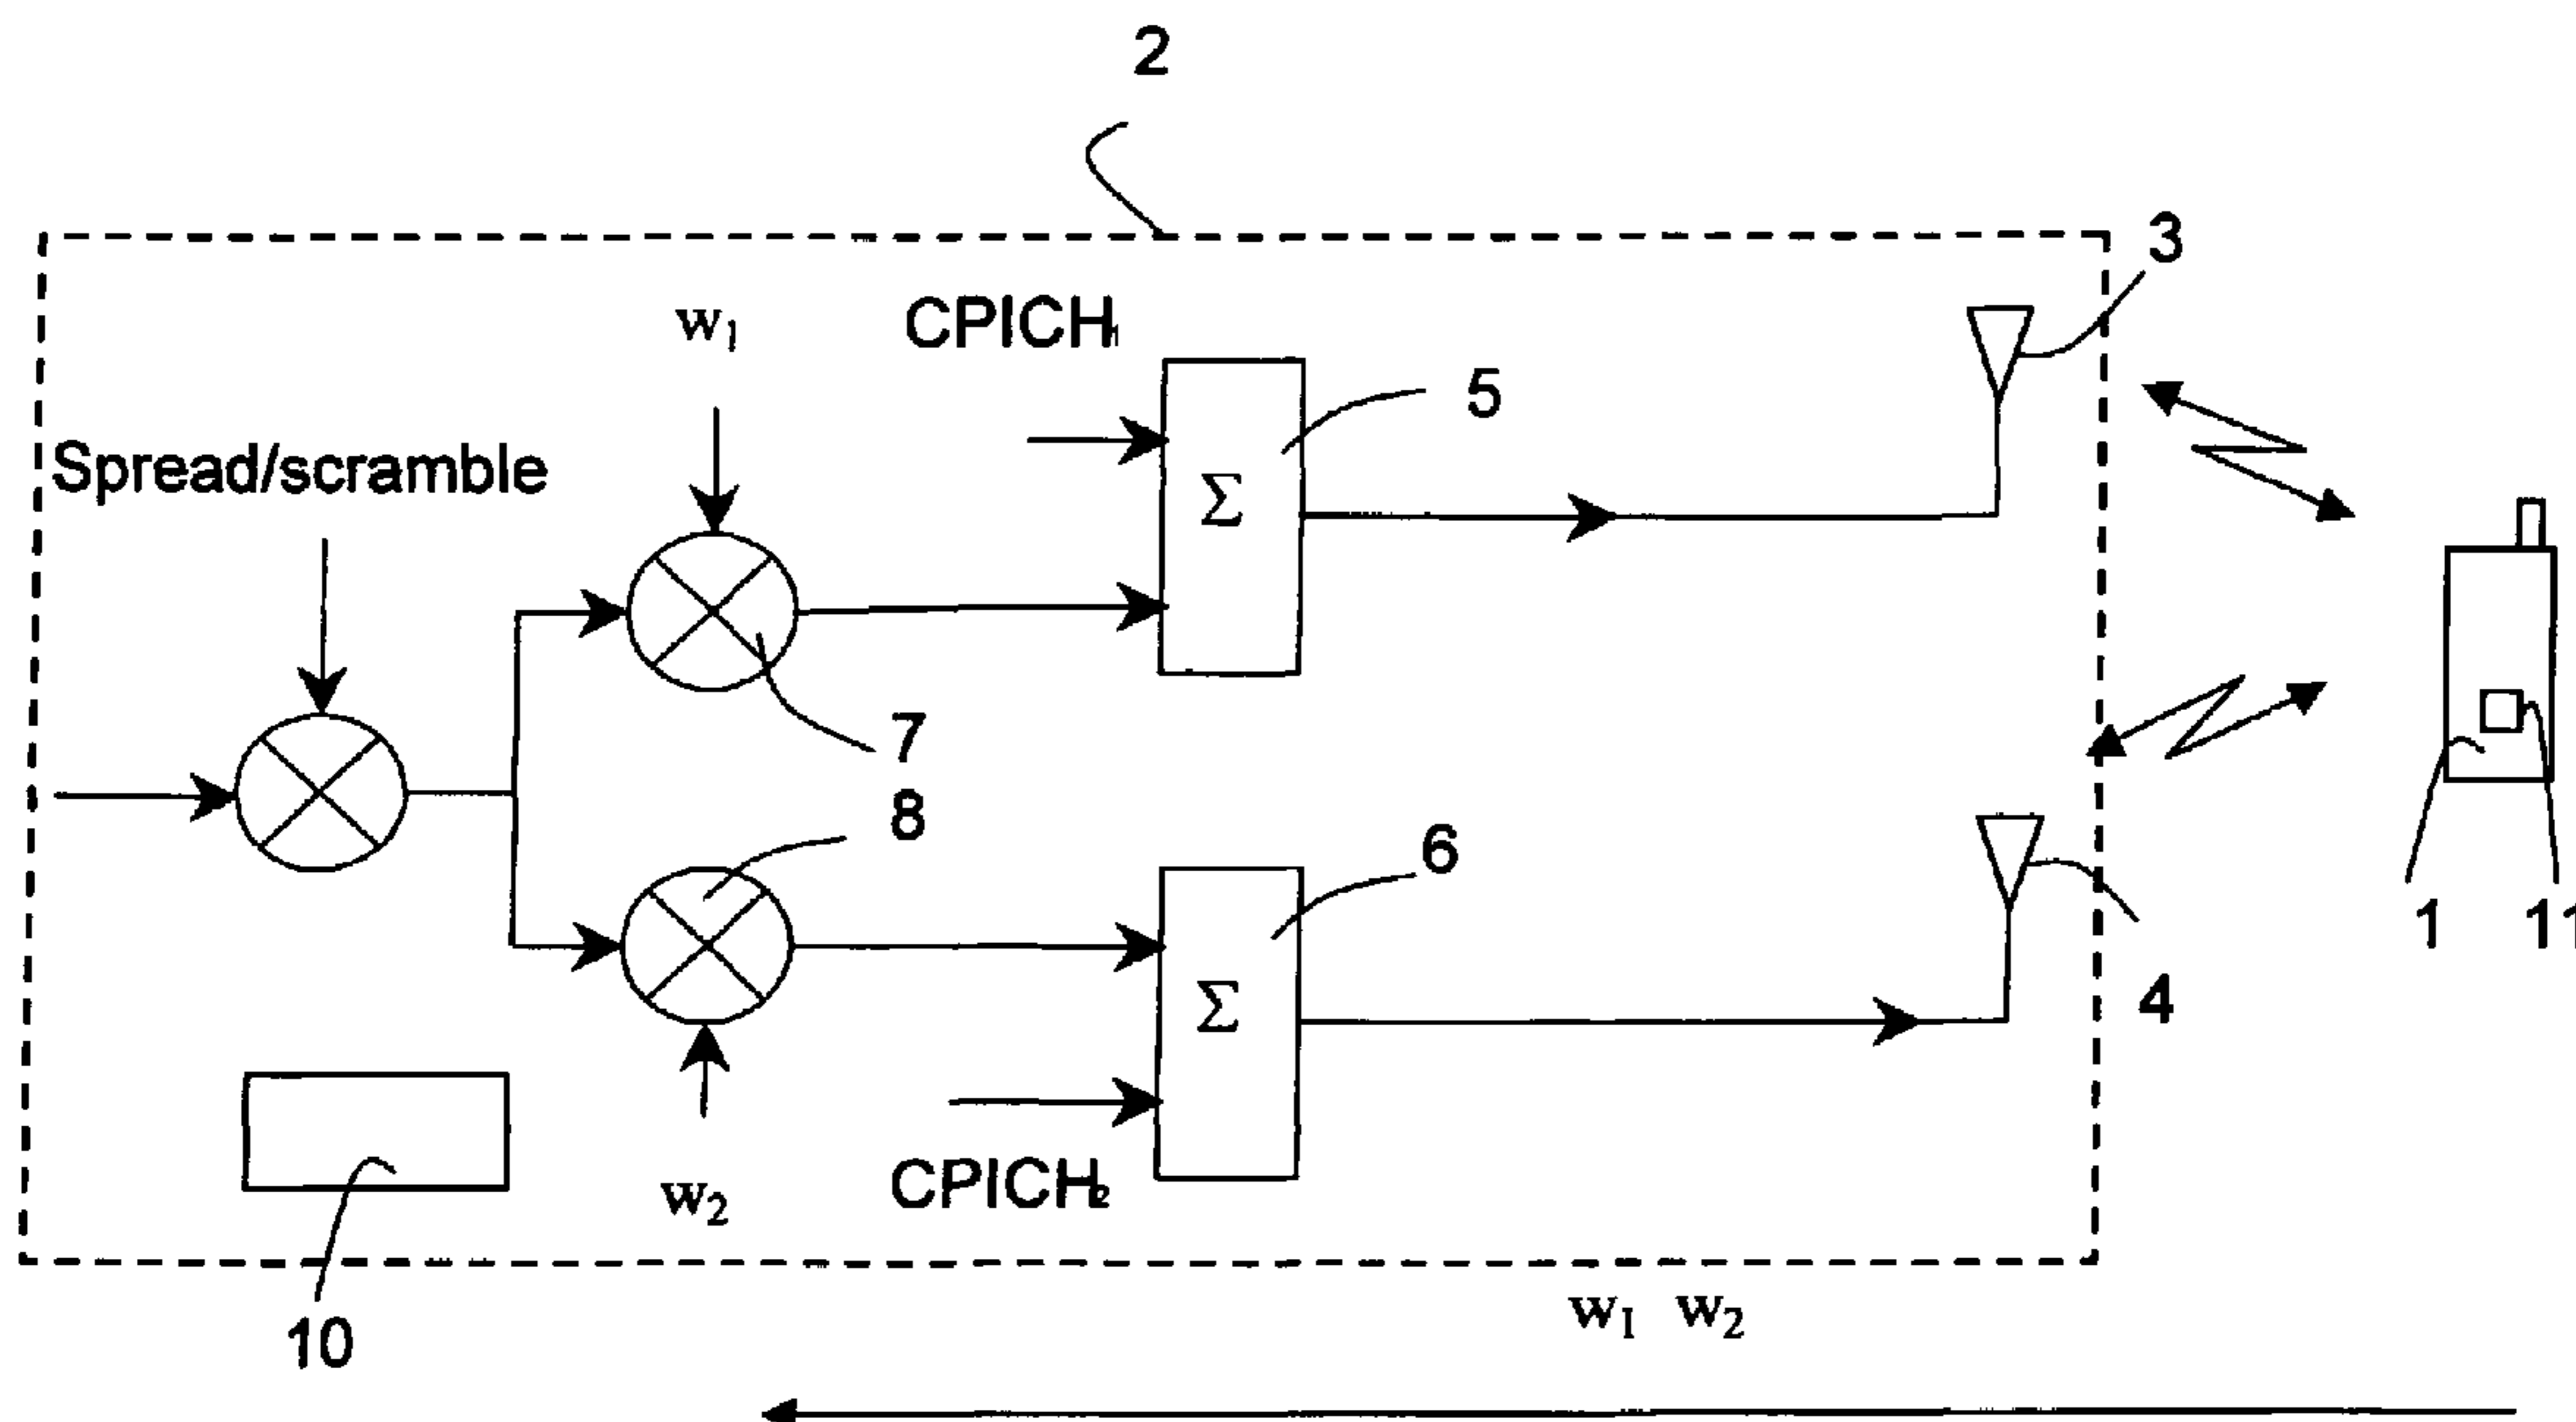 2
3
w₁
CPICH₁
5
Spread/scramble
Σ
7
8
6
1
11
4
Σ
w₂
CPICH₂
w₁ w₂
10